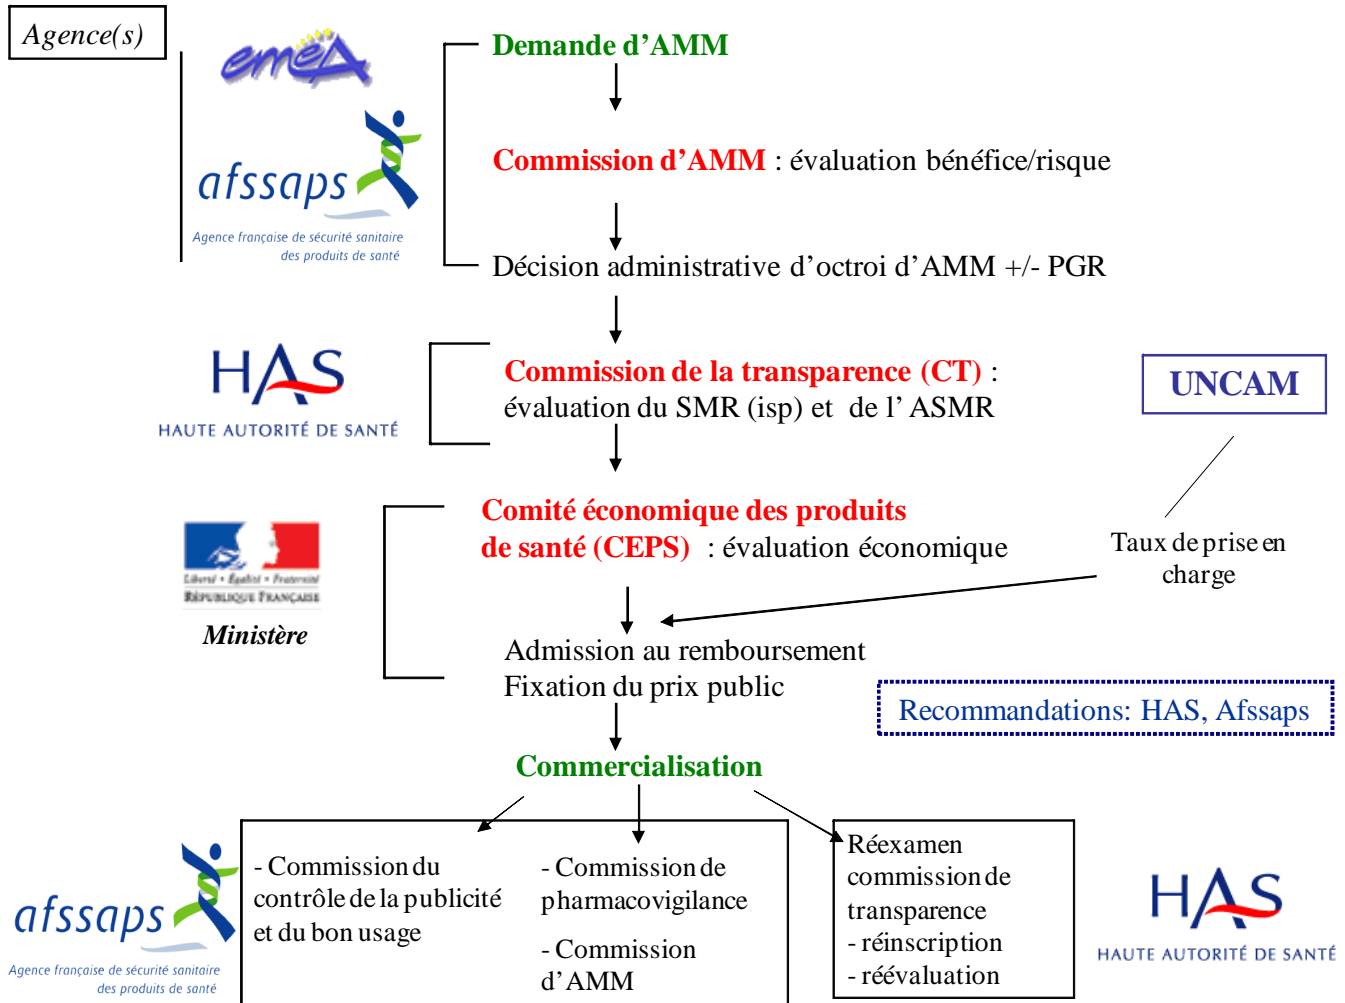 Agence(s)
emeA
Demande d'AMM
afssaps
Agence française de sécurité sanitaire
des produits de santé
Commission d'AMM : évaluation bénéfice/risque
Décision administrative d'octroi d'AMM +/- PGR
HAS
HAUTE AUTORITÉ DE SANTÉ
Commission de la transparence (CT) :
évaluation du SMR (isp) et de l'ASMR
UNCAM
Liberté • Égalité • Fraternité
RÉPUBLIQUE FRANÇAISE
Ministère
Comité économique des produits
de santé (CEPS) : évaluation économique
Taux de prise en
charge
Admission au remboursement
Fixation du prix public
Recommandations: HAS, Afssaps
Commercialisation
afssaps
Agence française de sécurité sanitaire
des produits de santé
- Commission du
contrôle de la publicité
et du bon usage
- Commission de
pharmacovigilance
- Commission
d'AMM
Réexamen
commission de
transparence
- réinscription
- réévaluation
HAS
HAUTE AUTORITÉ DE SANTÉ